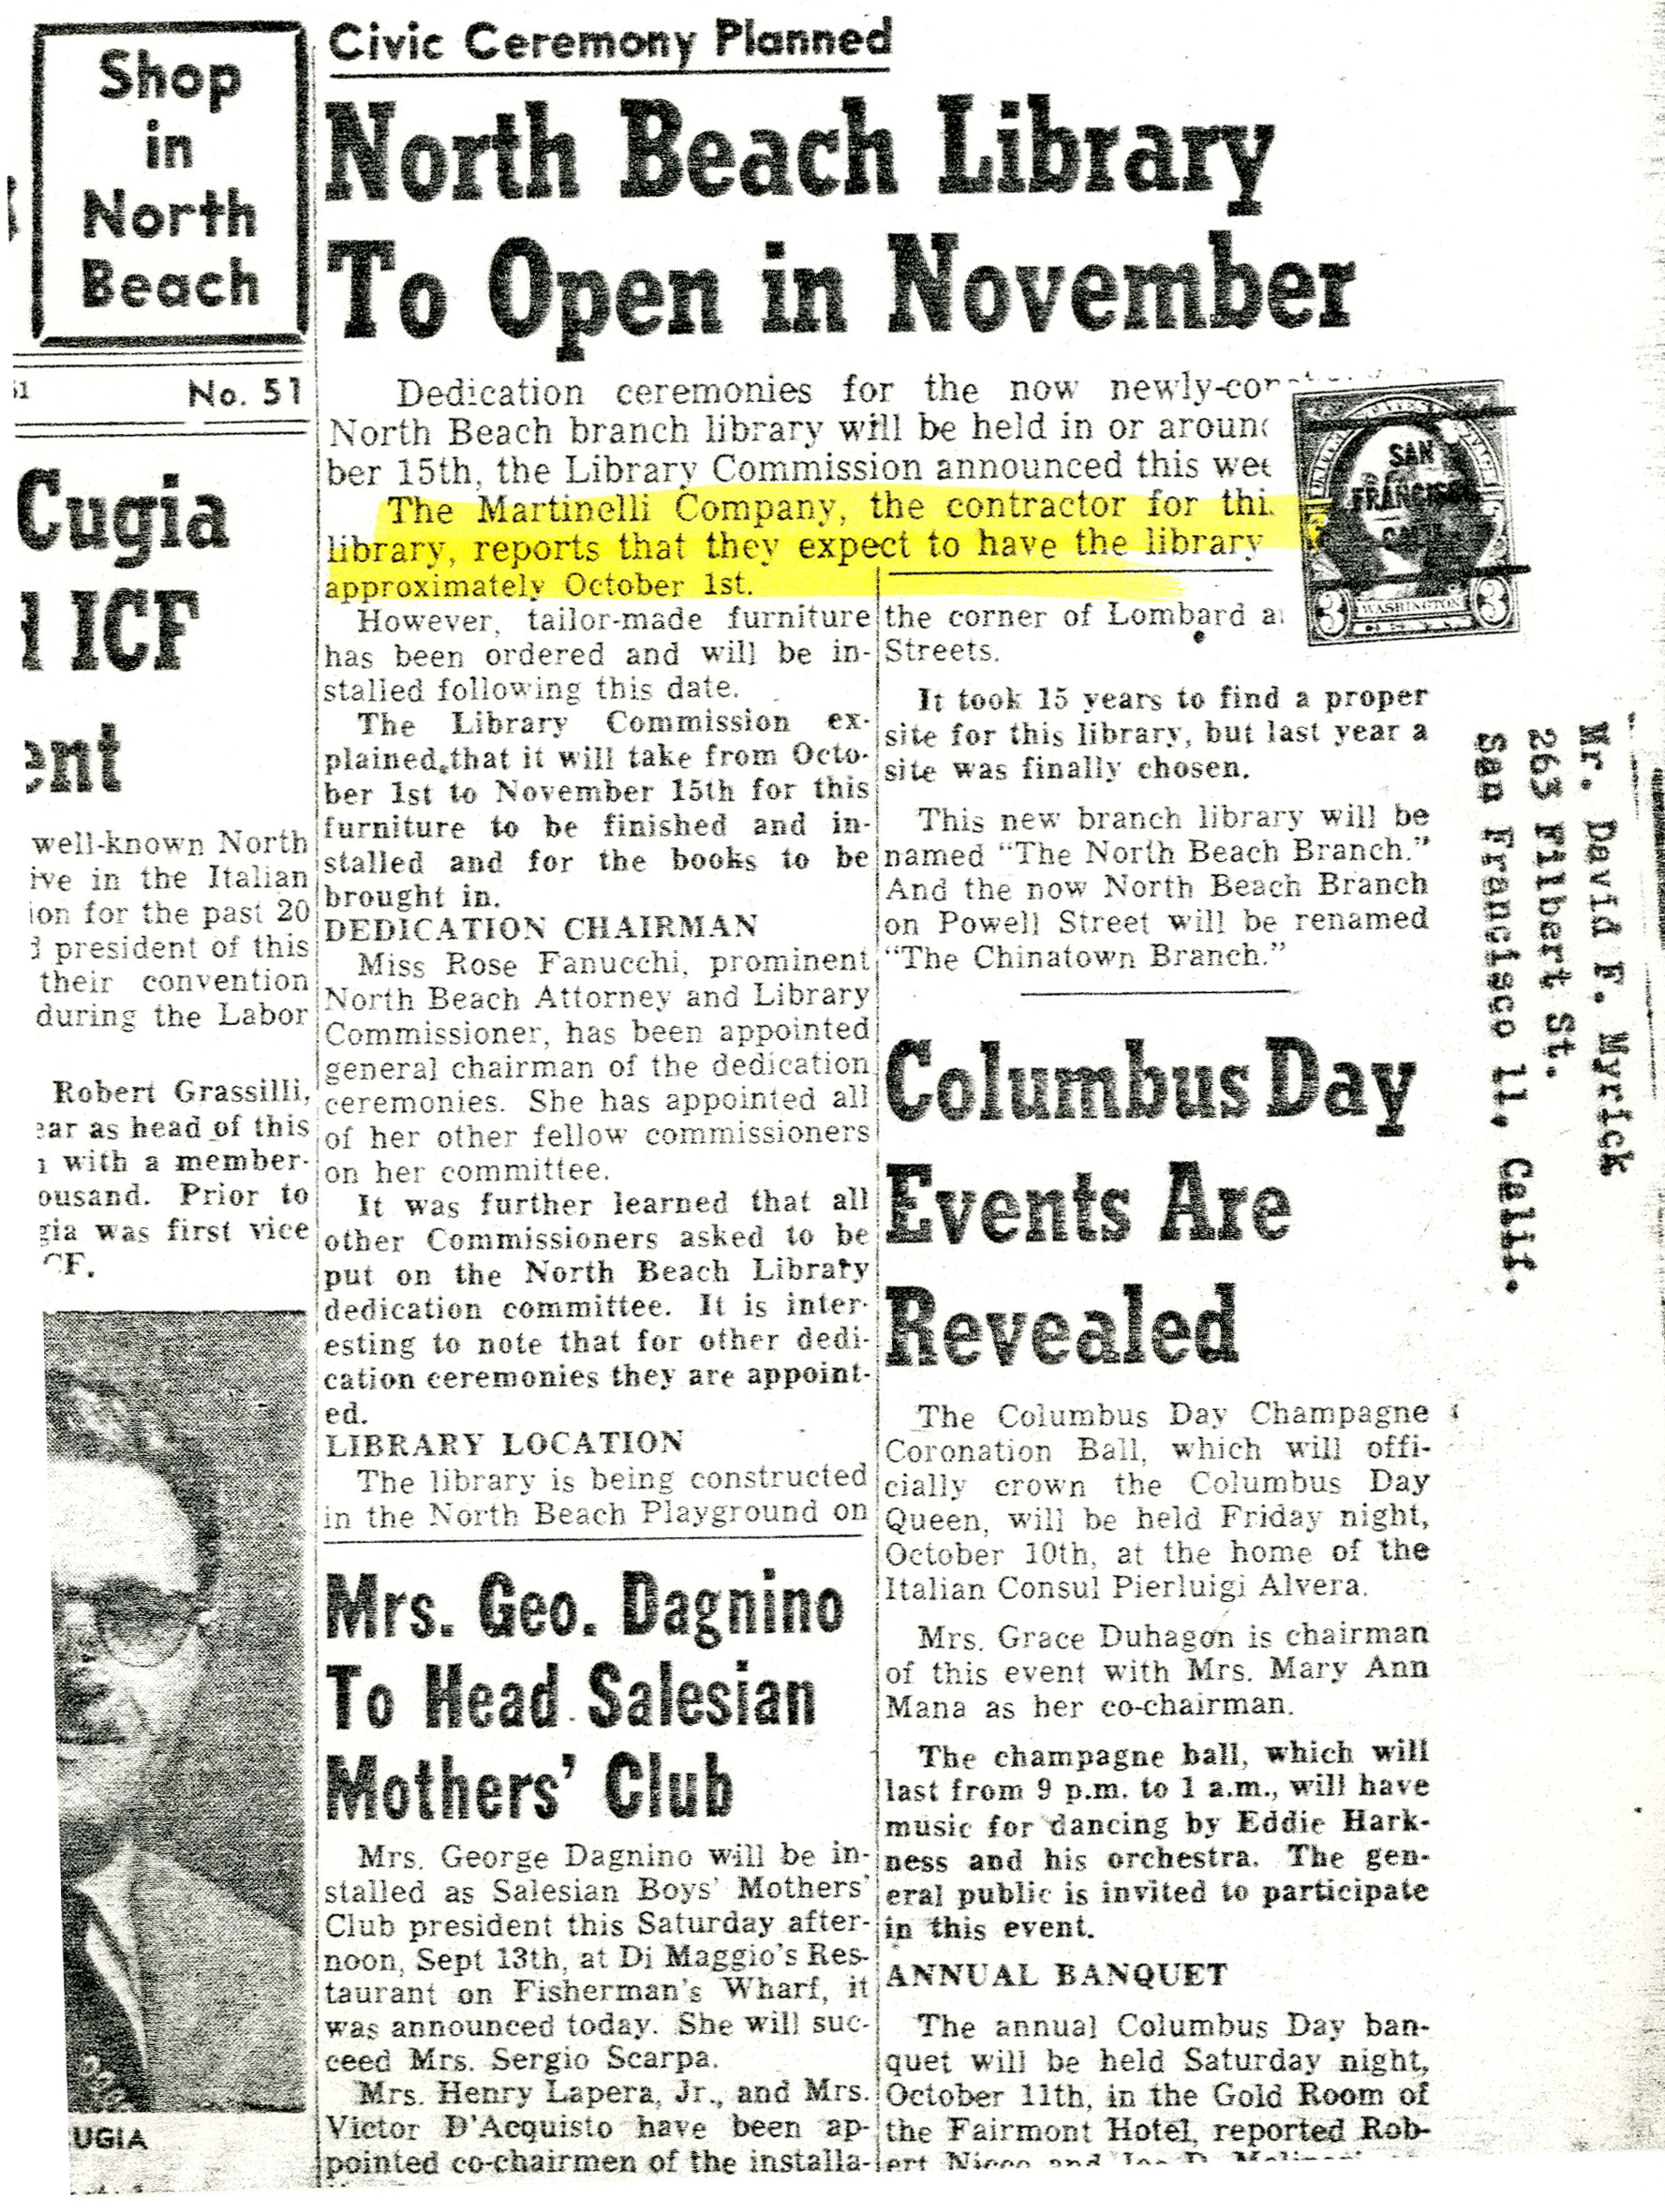 Shop
in
North
Beach
No. 51
Cugia
ICF
well-known North
in the Italian
for the past 20
president of this
their convention
during the Labor
Robert Grassilli,
as head of this
with a member-
Prior to
was first vice
UGIA
Civic Ceremony Planned
North Beach Library
To Open in November
Dedication ceremonies for the now
North Beach branch library will be held in or
ber 15th, the Library Commission announced this
The Martinelli Company, the contractor for
library, reports that they expect to have the library
approximately October 1st.
However, tailor-made furniture
has been ordered and will be in-
stalled following this date.
The Library Commission ex-
plained that it will take from Octo-
ber 1st to November 15th for this
furniture to be finished and in-
stalled and for the books to be
brought in.
DEDICATION CHAIRMAN
Miss Rose Fanucchi, prominent
North Beach Attorney and Library
Commissioner, has been appointed
general chairman of the dedication
ceremonies. She has appointed all
of her other fellow commissioners
on her committee.
It was further learned that all
other Commissioners asked to be
put on the North Beach Library
dedication committee. It is inter-
esting to note that for other dedi-
cation ceremonies they are appoint-
ed.
LIBRARY LOCATION
The library is being constructed
in the North Beach Playground on
the corner of Lombard
Streets.
It took 15 years to find a proper
site for this library, but last year a
site was finally chosen.
This new branch library will be
named "The North Beach Branch."
And the now North Beach Branch
on Powell Street will be renamed
"The Chinatown Branch."
Mrs. Geo. Dagnino
To Head Salesian
Mothers' Club
Mrs. George Dagnino will be in-
stalled as Salesian Boys' Mothers'
Club president this Saturday after-
noon, Sept 13th, at Di Maggio's Res-
taurant on Fisherman's Wharf, it
was announced today. She will suc-
ceed Mrs. Sergio Scarpa.
Mrs. Henry Lapera, Jr., and Mrs.
Victor D'Acquisto have been ap-
pointed co-chairmen of the installa-
Columbus Day
Events Are
Revealed
The Columbus Day Champagne
Coronation Ball, which will offi-
cially crown the Columbus Day
Queen, will be held Friday night,
October 10th, at the home of the
Italian Consul Pierluigi Alvera.
Mrs. Grace Duhagon is chairman
of this event with Mrs. Mary Ann
Mana as her co-chairman.
The champagne ball, which will
last from 9 p.m. to 1 a.m., will have
music for dancing by Eddie Hark-
ness and his orchestra. The gen-
eral public is invited to participate
in this event.
ANNUAL BANQUET
The annual Columbus Day ban-
quet will be held Saturday night,
October 11th, in the Gold Room of
the Fairmont Hotel, reported Rob-
ert
SAN
FRANCISCO
3 WASHINGTON 3
Mr. David F. Myrick
263 Filbert St.
San Francisco 11, Calif.